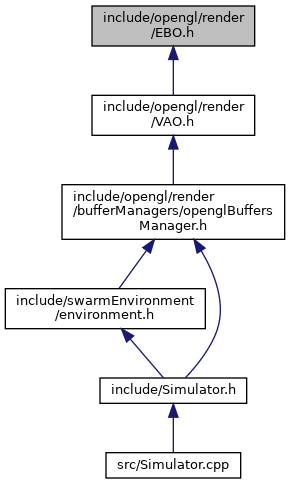 include/opengl/render
/EBO.h
include/opengl/render
/VAO.h
include/opengl/render
/bufferManagers/openglBuffers
Manager.h
include/swarmEnvironment
/environment.h
include/Simulator.h
src/Simulator.cpp